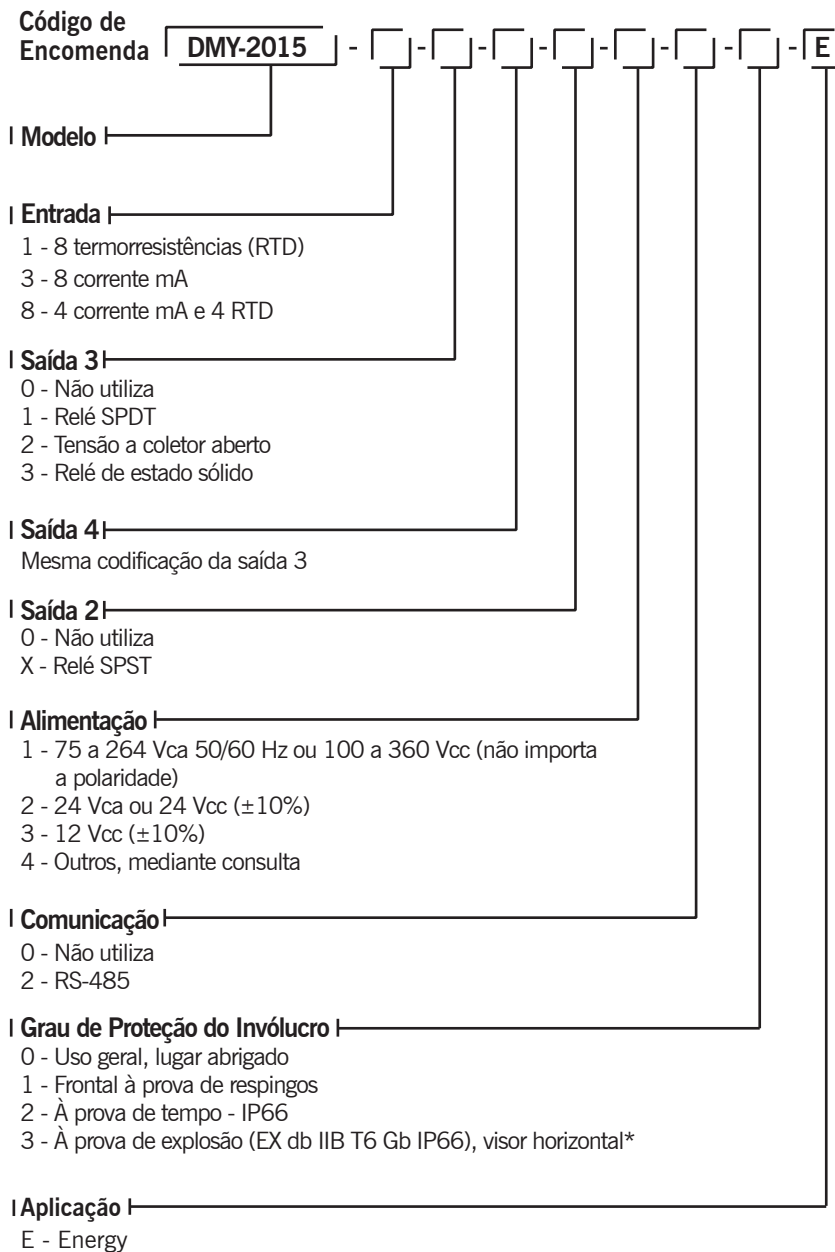 Código de
Encomenda DMY-2015 - - - - - - - - E
Modelo
Entrada
1 - 8 termorresistências (RTD)
3 - 8 corrente mA
8 - 4 corrente mA e 4 RTD
Saída 3
0 - Não utiliza
1 - Relé SPDT
2 - Tensão a coletor aberto
3 - Relé de estado sólido
Saída 4
Mesma codificação da saída 3
Saída 2
0 - Não utiliza
X - Relé SPST
Alimentação
1 - 75 a 264 Vca 50/60 Hz ou 100 a 360 Vcc (não importa
a polaridade)
2 - 24 Vca ou 24 Vcc (±10%)
3 - 12 Vcc (±10%)
4 - Outros, mediante consulta
Comunicação
0 - Não utiliza
2 - RS-485
Grau de Proteção do Invólucro
0 - Uso geral, lugar abrigado
1 - Frontal à prova de respingos
2 - À prova de tempo - IP66
3 - À prova de explosão (EX db IIB T6 Gb IP66), visor horizontal*
Aplicação
E - Energy